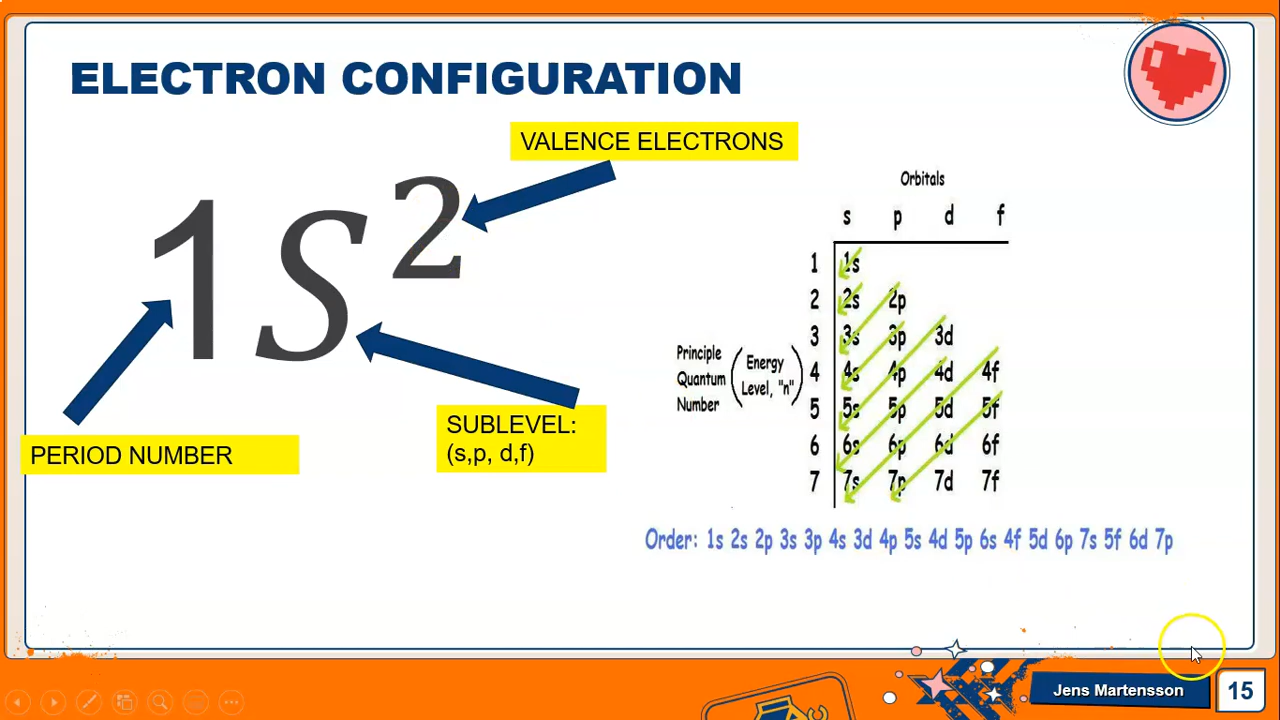 ELECTRON CONFIGURATION
VALENCE ELECTRONS
1s²
PERIOD NUMBER
SUBLEVEL:
(s,p, d,f)
Orbitals
s p d f
1 1s
2 2s 2p
3 3s 3p 3d
4 4s 4p 4d 4f
5 5s 5p 5d 5f
6 6s 6p 6d 6f
7 7s 7p 7d 7f
Principle
Quantum
Number
Energy
Level, "n"
Order: 1s 2s 2p 3s 3p 4s 3d 4p 5s 4d 5p 6s 4f 5d 6p 7s 5f 6d 7p
Jens Martensson
15